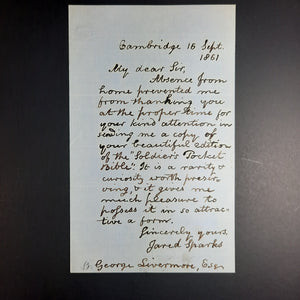 Cambridge 16 Sept.
1861
My dear Sir,
Absence from
home prevented me
from thanking you
at the proper time for
your kind attention in
sending me a copy of
your beautiful edition
of the "Soldier's Pocket
Bible". It is a rarity &
curiosity worth preser-
ving, & it gives me
much pleasure to
possess it in so attrac-
tive a form.
Sincerely yours,
Jared Sparks
George Livermore, Esqr